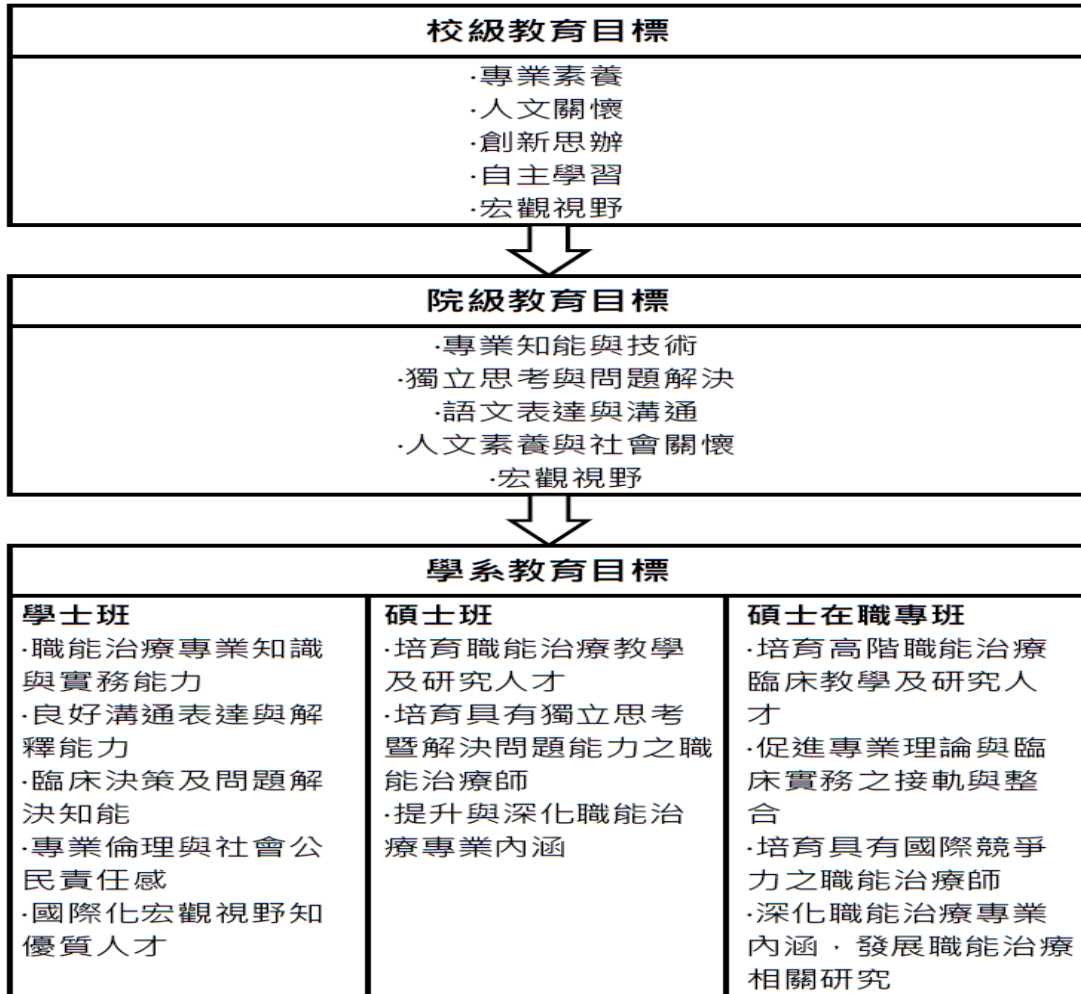 校級教育目標
·專業素養
·人文關懷
·創新思辦
·自主學習
·宏觀視野
院級教育目標
·專業知能與技術
·獨立思考與問題解決
·語文表達與溝通
·人文素養與社會關懷
·宏觀視野
學系教育目標
學士班
·職能治療專業知識
與實務能力
·良好溝通表達與解
釋能力
·臨床決策及問題解
決知能
·專業倫理與社會公
民責任感
·國際化宏觀視野知
優質人才
碩士班
·培育職能治療教學
及研究人才
·培育具有獨立思考
暨解決問題能力之職
能治療師
·提升與深化職能治
療專業內涵
碩士在職專班
·培育高階職能治療
臨床教學及研究人
才
·促進專業理論與臨
床實務之接軌與整
合
·培育具有國際競爭
力之職能治療師
·深化職能治療專業
內涵，發展職能治療
相關研究